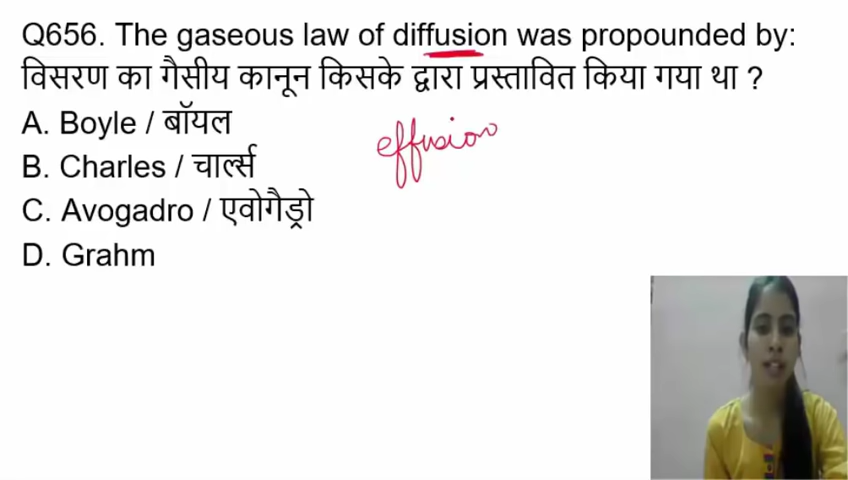 Q656. The gaseous law of diffusion was propounded by:
विसरण का गैसीय कानून किसके द्वारा प्रस्तावित किया गया था ?
A. Boyle / बॉयल
effusion
B. Charles / चार्ल्स
C. Avogadro / एवोगैड्रो
D. Grahm